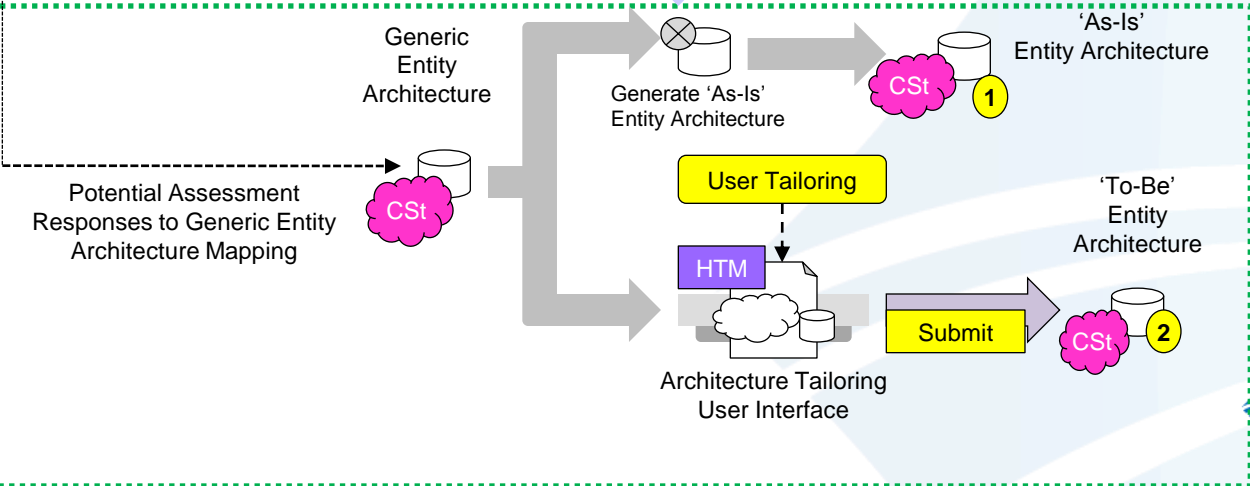 Generic
Entity
Architecture
Generate ‘As-Is’
Entity Architecture
CSt
1
‘As-Is’
Entity Architecture
Potential Assessment
Responses to Generic Entity
Architecture Mapping
CSt
User Tailoring
HTM
Architecture Tailoring
User Interface
Submit
‘To-Be’
Entity
Architecture
CSt
2